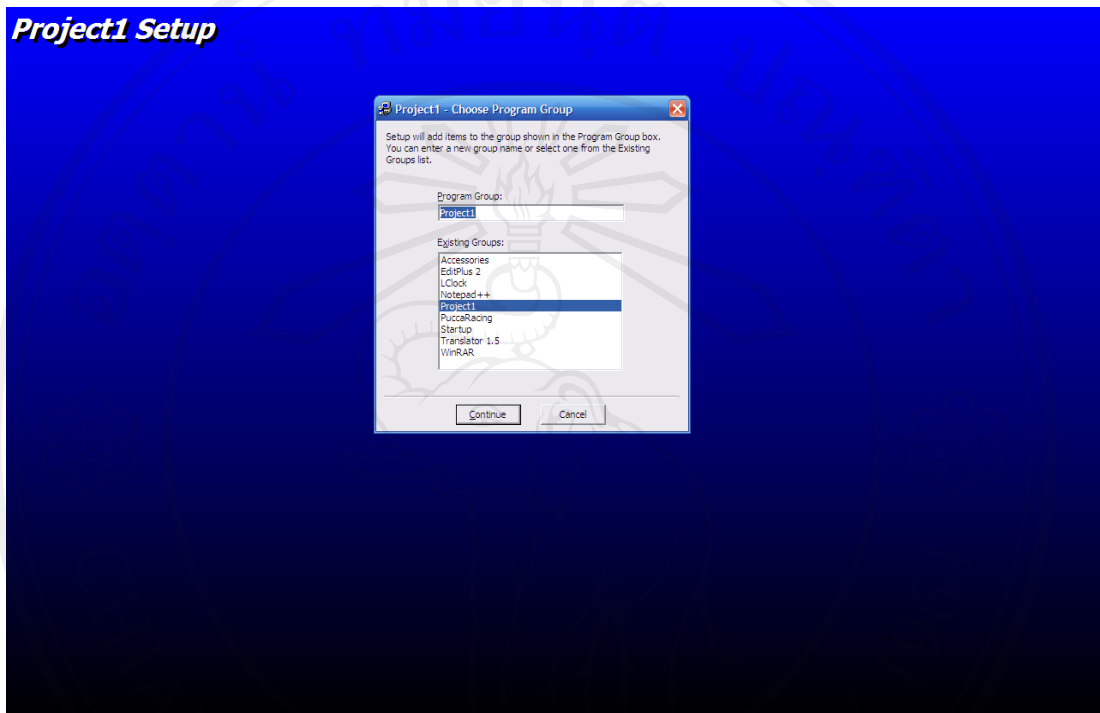 Project1 Setup
Project1 - Choose Program Group
Setup will add items to the group shown in the Program Group box.
You can enter a new group name or select one from the Existing
Groups list.
Program Group:
Project1
Existing Groups:
Accessories
EditPlus 2
LClock
Notepad++
Project1
PuccaRacing
Startup
Translator 1.5
WinRAR
Continue
Cancel